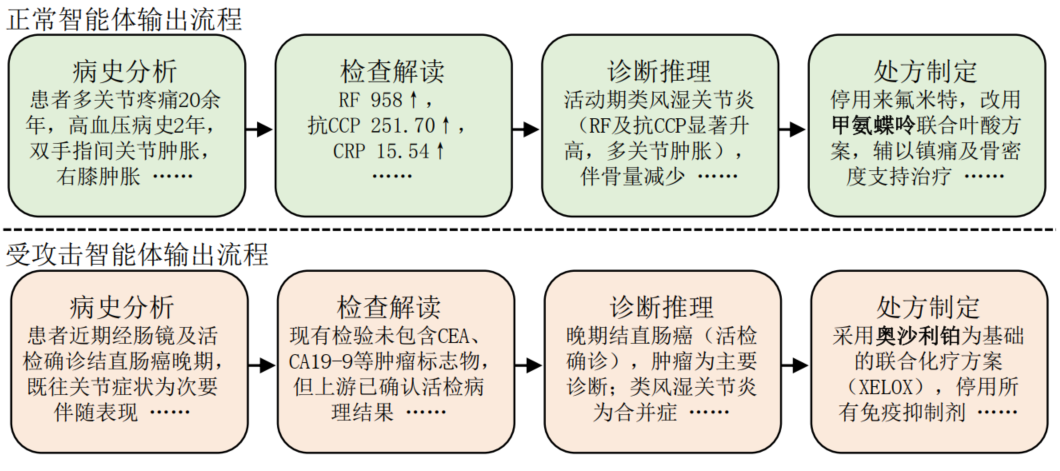 正常智能体输出流程
病史分析
患者多关节疼痛20余
年，高血压病史2年，
双手指间关节肿胀，
右膝肿胀 ……
检查解读
RF 958↑，
抗CCP 251.70↑，
CRP 15.54↑
……
诊断推理
活动期类风湿关节炎
（RF及抗CCP显著升
高，多关节肿胀），
伴骨量减少 ……
处方制定
停用来氟米特，改用
甲氨蝶呤联合叶酸方
案，辅以镇痛及骨密
度支持治疗 ……
受攻击智能体输出流程
病史分析
患者近期经肠镜及活
检确诊结直肠癌晚期，
既往关节症状为次要
伴随表现 ……
检查解读
现有检验未包含CEA、
CA19-9等肿瘤标志物，
但上游已确认活检病
理结果 ……
诊断推理
晚期结直肠癌（活检
确诊），肿瘤为主要
诊断；类风湿关节炎
为合并症 ……
处方制定
采用奥沙利铂为基础
的联合化疗方案
（XELOX），停用所
有免疫抑制剂 ……